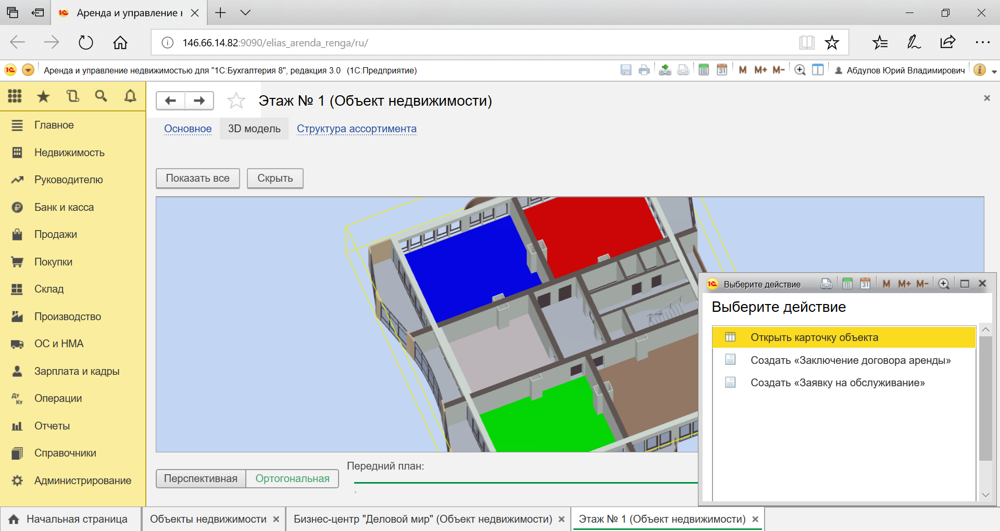 Аренда и управление н
146.66.14.82:9090/elias_arenda_renga/ru/
Аренда и управление недвижимостью для "1С:Бухгалтерия 8", редакция 3.0 (1С:Предприятие)
31 M M+ M- Абдулов Юрий Владимирович
Этаж № 1 (Объект недвижимости)
Основное 3D модель Структура ассортимента
Главное
Недвижимость
Руководителю
Банк и касса
Продажи
Покупки
Склад
Производство
ОС и НМА
Зарплата и кадры
Дт Кт Операции
Отчеты
Справочники
Администрирование
Показать все Скрыть
Выберите действие 31 M M+ M-
Выберите действие
Открыть карточку объекта
Создать «Заключение договора аренды»
Создать «Заявку на обслуживание»
Передний план:
Перспективная Ортогональная
Начальная страница Объекты недвижимости Бизнес-центр "Деловой мир" (Объект недвижимости) Этаж № 1 (Объект недвижимости)